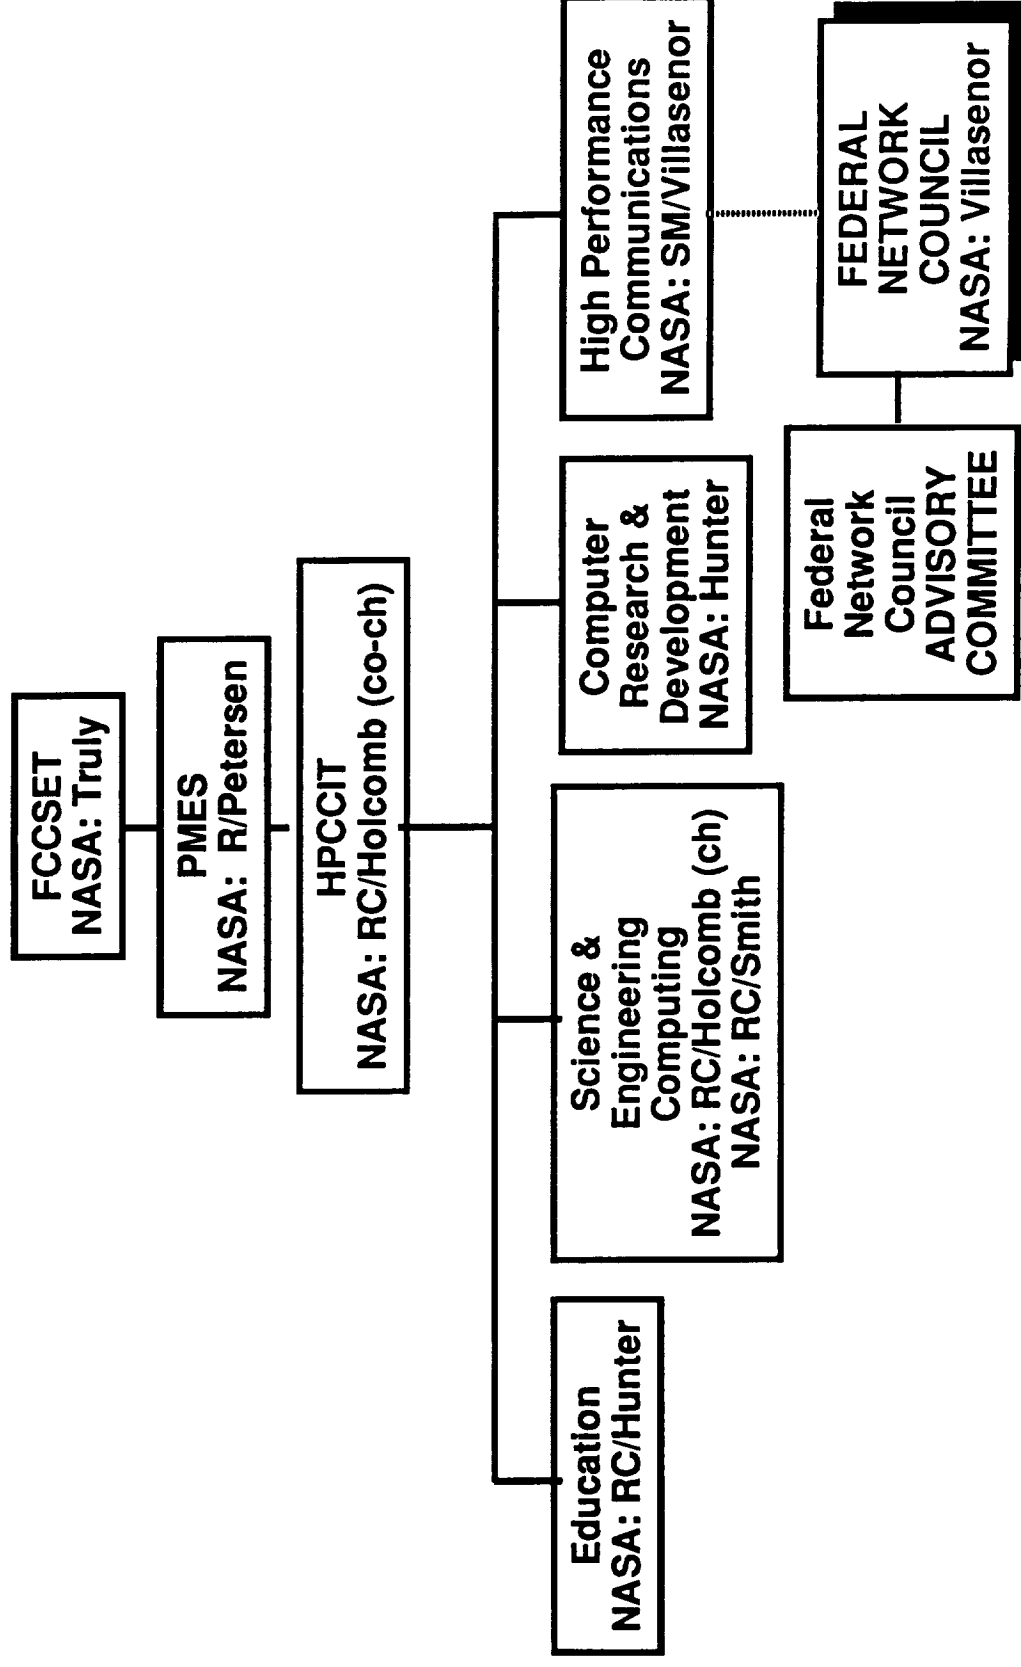 FCCSET
NASA: Truly
PMES
NASA: R/Petersen
HPCCIT
NASA: RC/Holcomb (co-ch)
Education
NASA: RC/Hunter
Science &
Engineering
Computing
NASA: RC/Holcomb (ch)
NASA: RC/Smith
Computer
Research &
Development
NASA: Hunter
High Performance
Communications
NASA: SM/Villasenor
Federal
Network
Council
ADVISORY
COMMITTEE
FEDERAL
NETWORK
COUNCIL
NASA: Villasenor